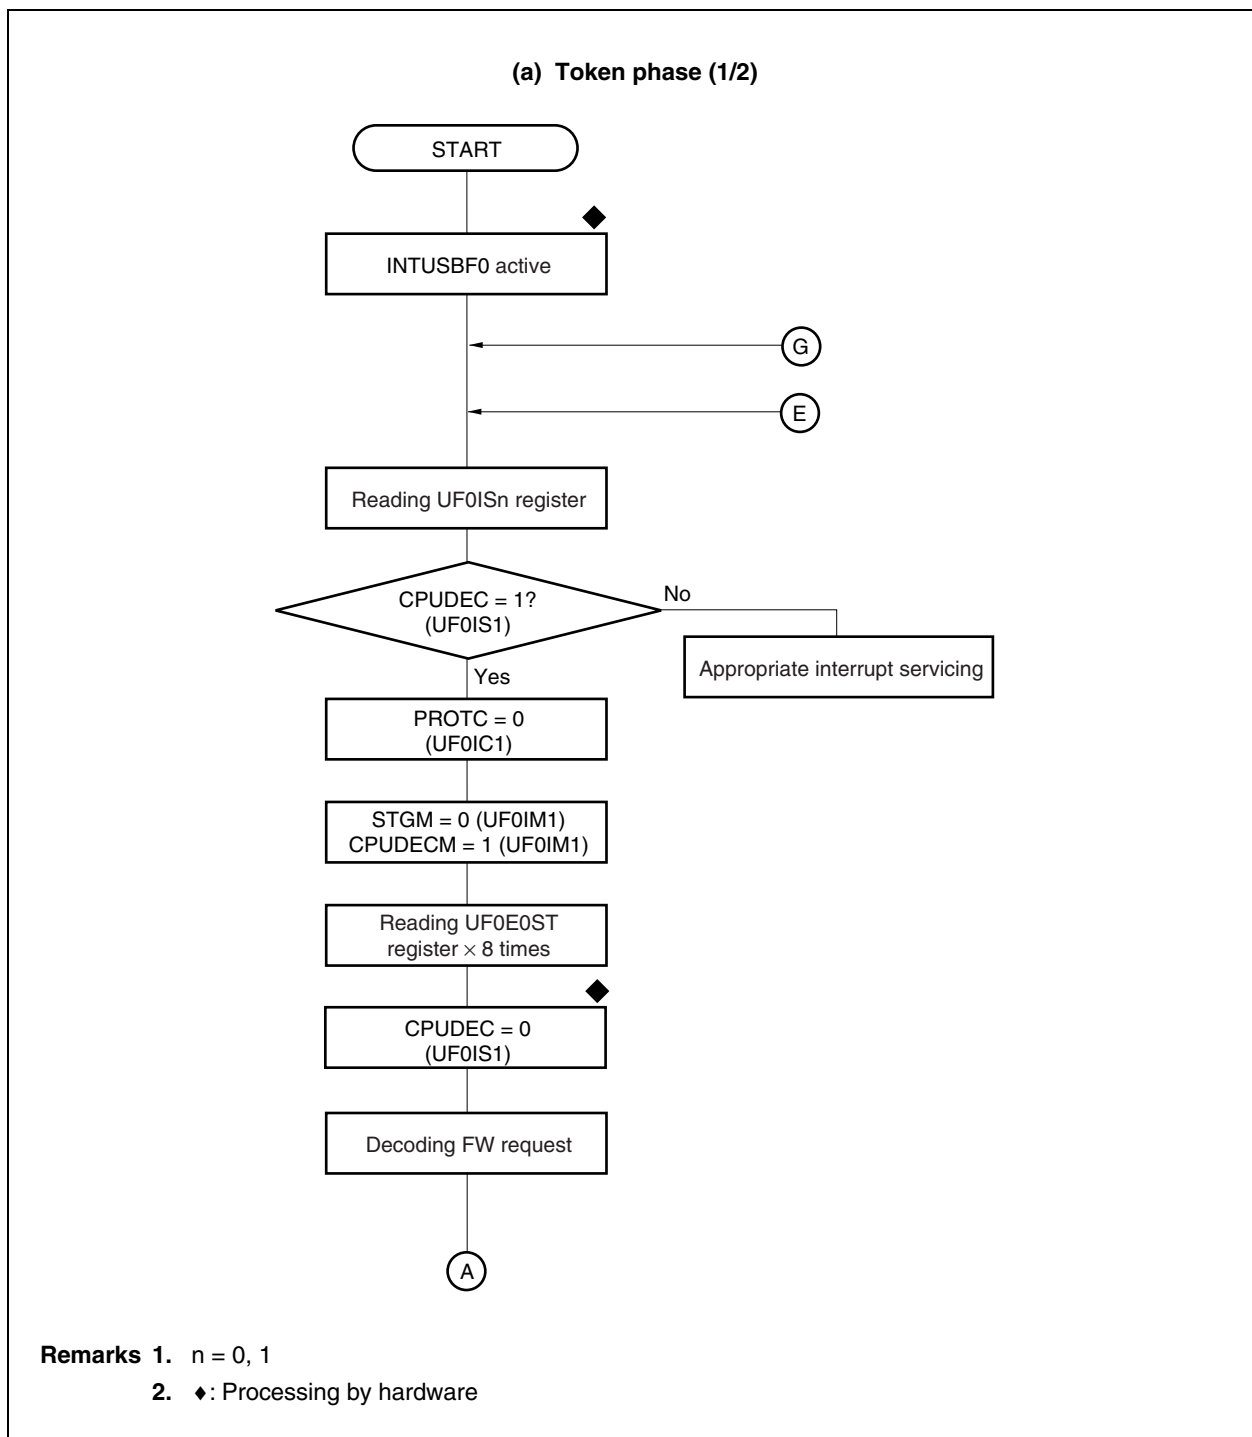 (a) Token phase (1/2)
START
INTUSBF0 active
G
E
Reading UF0ISn register
CPUDEC = 1?
(UF0IS1)
No
Appropriate interrupt servicing
Yes
PROTC = 0
(UF0IC1)
STGM = 0 (UF0IM1)
CPUDECM = 1 (UF0IM1)
Reading UF0E0ST
register × 8 times
CPUDEC = 0
(UF0IS1)
Decoding FW request
A
Remarks 1. n = 0, 1
2. ♦: Processing by hardware